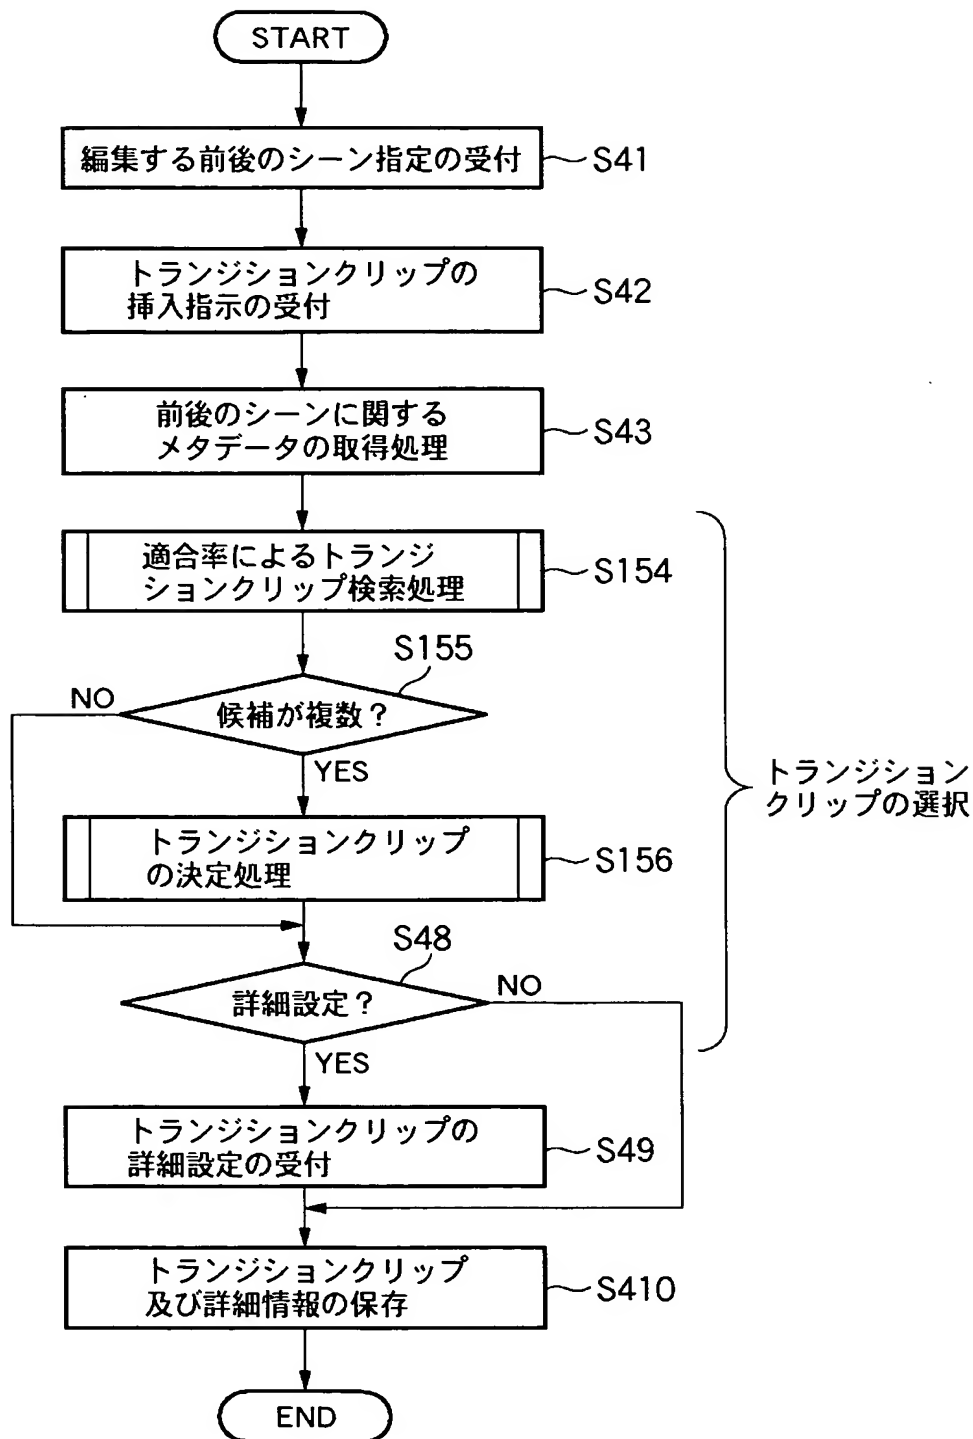 START
編集する前後のシーン指定の受付
S41
トランジションクリップの
挿入指示の受付
S42
前後のシーンに関する
メタデータの取得処理
S43
適合率によるトランジ
ションクリップ検索処理
S154
S155
NO
候補が複数？
YES
トランジションクリップ
の決定処理
S156
トランジション
クリップの選択
S48
詳細設定？
NO
YES
トランジションクリップの
詳細設定の受付
S49
トランジションクリップ
及び詳細情報の保存
S410
END